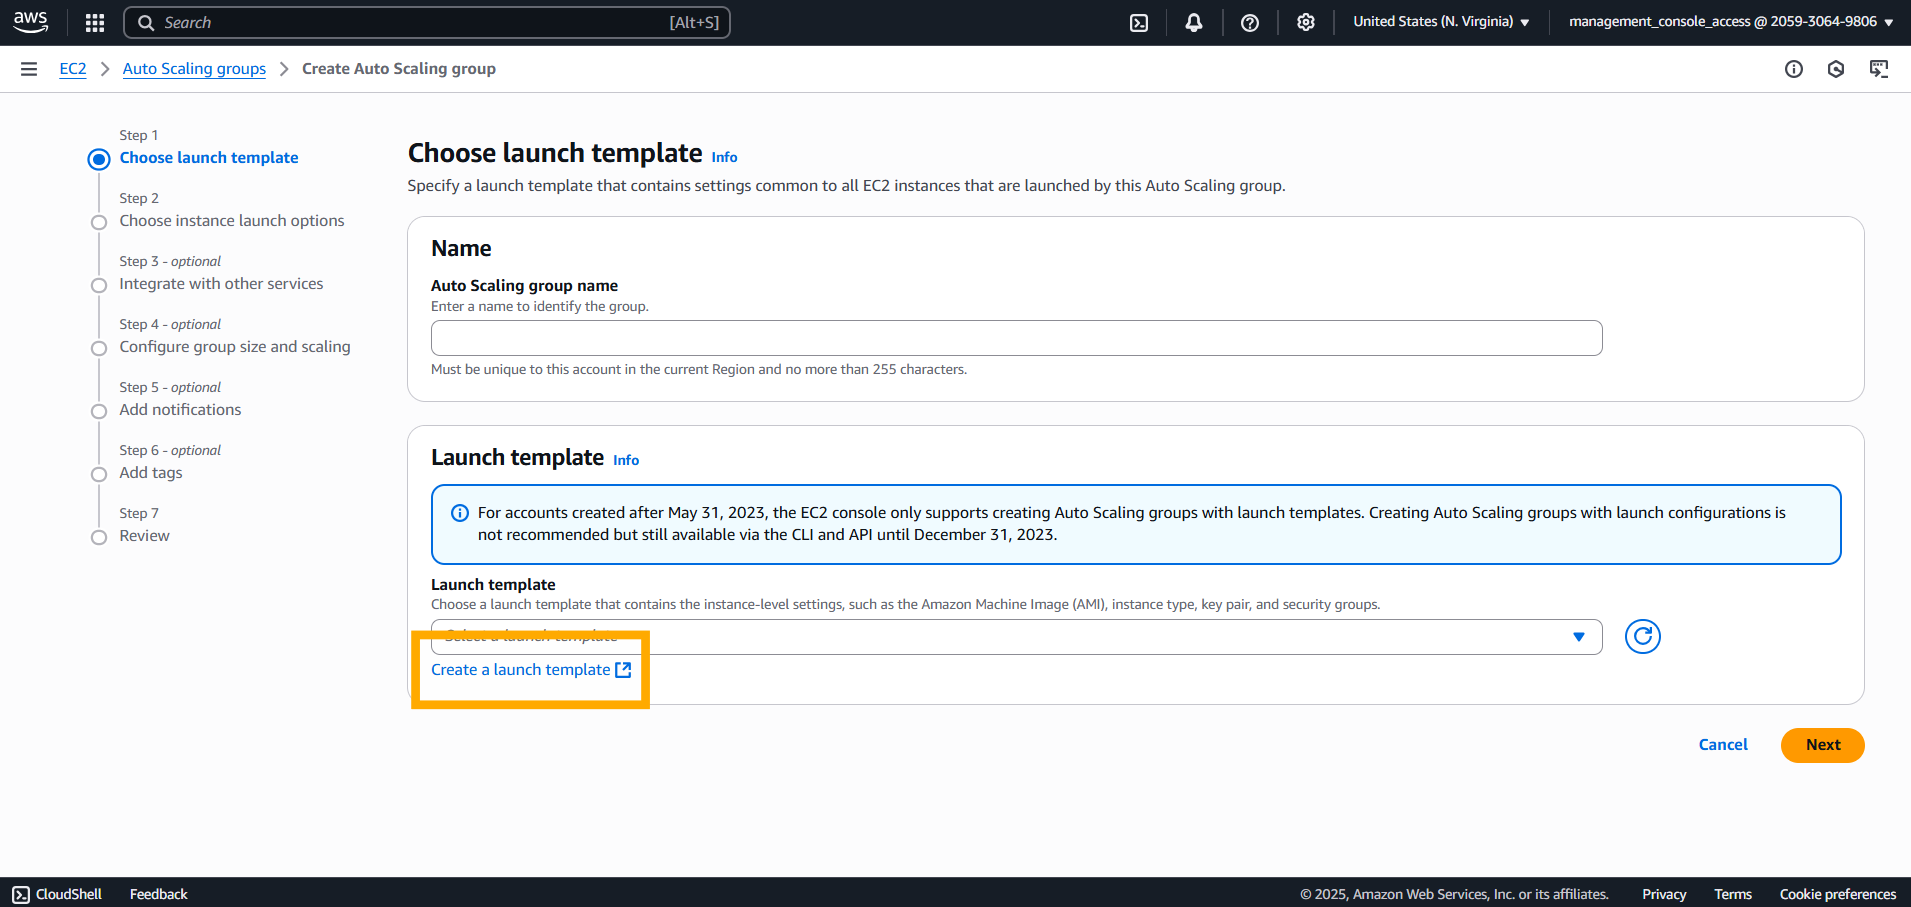 aws
Search [Alt+S]
United States (N. Virginia)
management_console_access @ 2059-3064-9806
EC2 > Auto Scaling groups > Create Auto Scaling group
Step 1
Choose launch template
Step 2
Choose instance launch options
Step 3 - optional
Integrate with other services
Step 4 - optional
Configure group size and scaling
Step 5 - optional
Add notifications
Step 6 - optional
Add tags
Step 7
Review
Choose launch template Info
Specify a launch template that contains settings common to all EC2 instances that are launched by this Auto Scaling group.
Name
Auto Scaling group name
Enter a name to identify the group.
Must be unique to this account in the current Region and no more than 255 characters.
Launch template Info
For accounts created after May 31, 2023, the EC2 console only supports creating Auto Scaling groups with launch templates. Creating Auto Scaling groups with launch configurations is
not recommended but still available via the CLI and API until December 31, 2023.
Launch template
Choose a launch template that contains the instance-level settings, such as the Amazon Machine Image (AMI), instance type, key pair, and security groups.
Select a launch template
Create a launch template
Cancel
Next
CloudShell
Feedback
© 2025, Amazon Web Services, Inc. or its affiliates.
Privacy
Terms
Cookie preferences